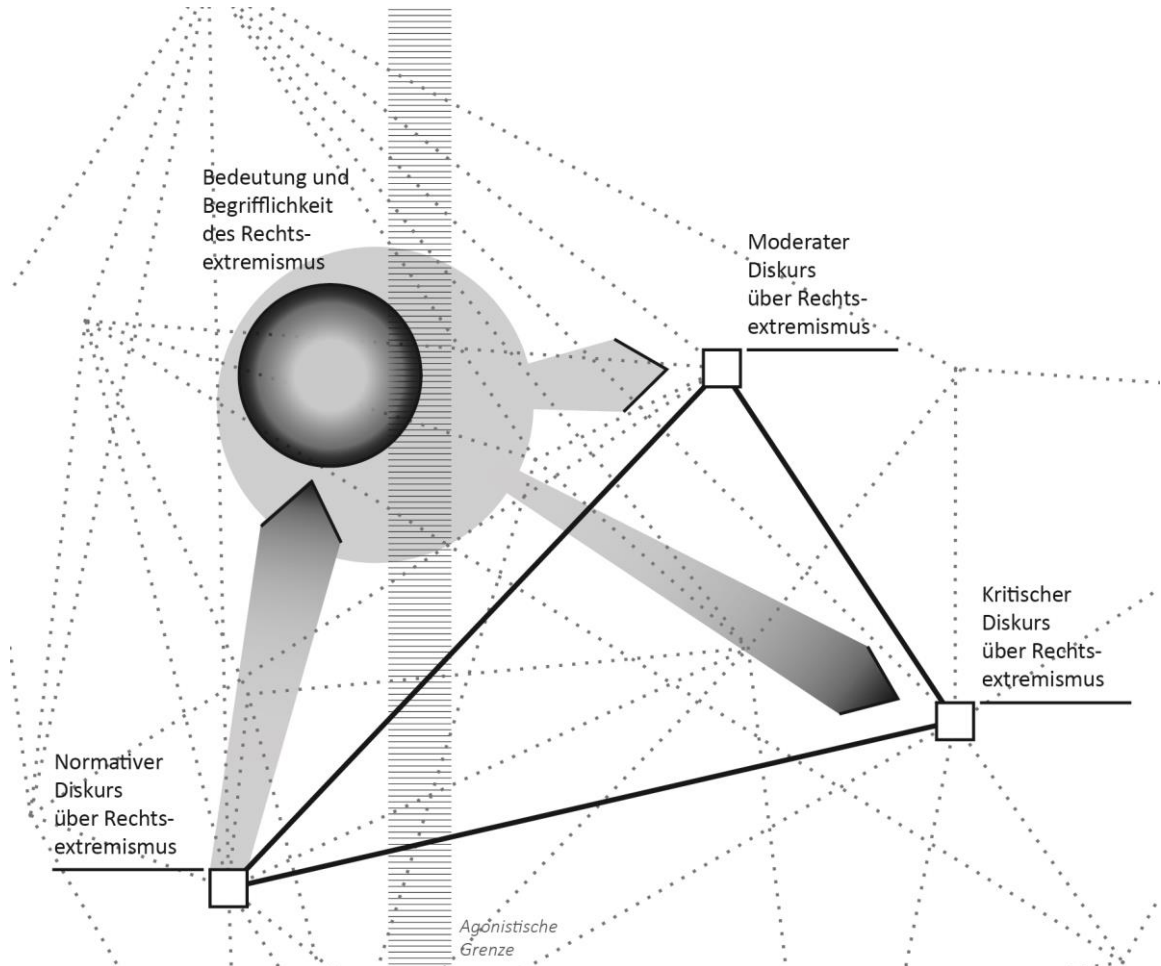 Bedeutung und
Begrifflichkeit
des Rechts-
extremismus
Moderater
Diskurs
über Rechts-
extremismus
Kritischer
Diskurs
über Rechts-
extremismus
Normativer
Diskurs
über Rechts-
extremismus
Agonistische
Grenze